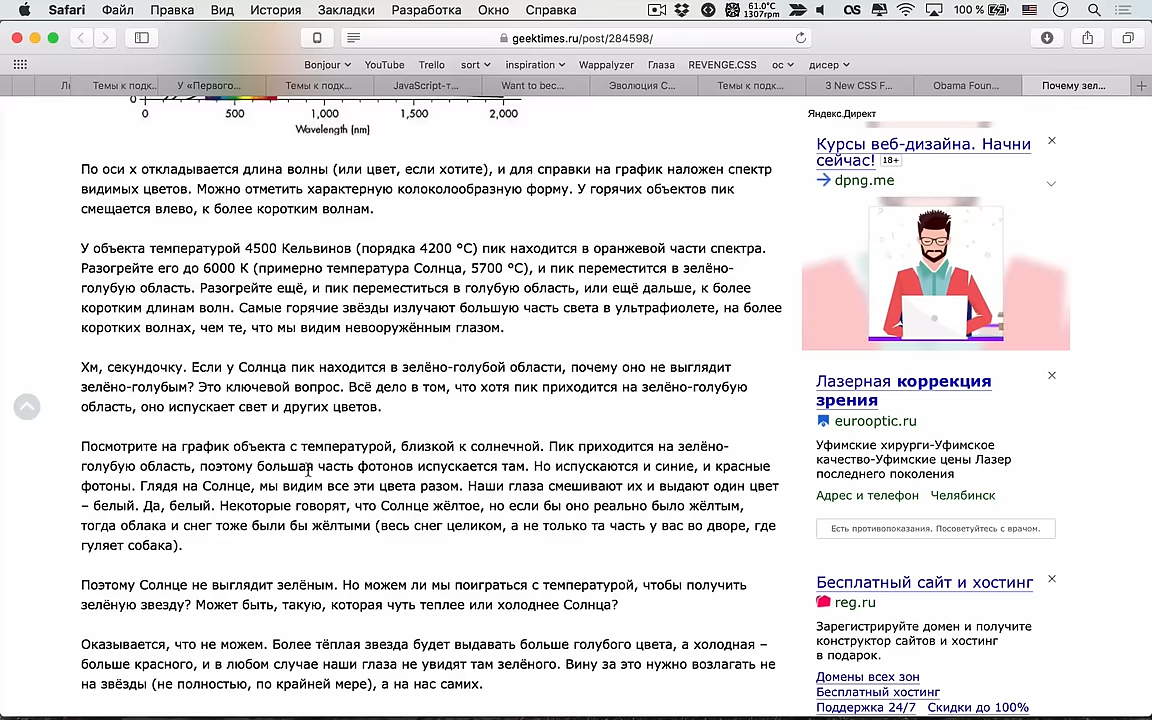 Safari Файл Правка Вид История Закладки Разработка Окно Справка
61.0°C
1307rpm
100 %
geektimes.ru/post/284598/
Bonjour YouTube Trello sort inspiration Wappalyzer Глаза REVENGE.CSS ос дисер
Лі Темы к подк... У «Первого... Темы к подк... JavaScript-т... Want to bec... Эволюция С... Темы к подк... 3 New CSS F... Obama Foun... Почему зел...
0
0 500 1,000 1,500 2,000
Wavelength (nm)
По оси x откладывается длина волны (или цвет, если хотите), и для справки на график наложен спектр
видимых цветов. Можно отметить характерную колоколообразную форму. У горячих объектов пик
смещается влево, к более коротким волнам.
У объекта температурой 4500 Кельвинов (порядка 4200 °C) пик находится в оранжевой части спектра.
Разогрейте его до 6000 К (примерно температура Солнца, 5700 °C), и пик переместится в зелёно-
голубую область. Разогрейте ещё, и пик переместиться в голубую область, или ещё дальше, к более
коротким длинам волн. Самые горячие звёзды излучают большую часть света в ультрафиолете, на более
коротких волнах, чем те, что мы видим невооружённым глазом.
Хм, секундочку. Если у Солнца пик находится в зелёно-голубой области, почему оно не выглядит
зелёно-голубым? Это ключевой вопрос. Всё дело в том, что хотя пик приходится на зелёно-голубую
область, оно испускает свет и других цветов.
Посмотрите на график объекта с температурой, близкой к солнечной. Пик приходится на зелёно-
голубую область, поэтому большая часть фотонов испускается там. Но испускаются и синие, и красные
фотоны. Глядя на Солнце, мы видим все эти цвета разом. Наши глаза смешивают их и выдают один цвет
– белый. Да, белый. Некоторые говорят, что Солнце жёлтое, но если бы оно реально было жёлтым,
тогда облака и снег тоже были бы жёлтыми (весь снег целиком, а не только та часть у вас во дворе, где
гуляет собака).
Поэтому Солнце не выглядит зелёным. Но можем ли мы поиграться с температурой, чтобы получить
зелёную звезду? Может быть, такую, которая чуть теплее или холоднее Солнца?
Оказывается, что не можем. Более тёплая звезда будет выдавать больше голубого цвета, а холодная –
больше красного, и в любом случае наши глаза не увидят там зелёного. Вину за это нужно возлагать не
на звёзды (не полностью, по крайней мере), а на нас самих.
Яндекс.Директ
Курсы веб-дизайна. Начни
сейчас! 18+
dpng.me
Лазерная коррекция
зрения
eurooptic.ru
Уфимские хирурги-Уфимское
качество-Уфимские цены Лазер
последнего поколения
Адрес и телефон Челябинск
Есть противопоказания. Посоветуйтесь с врачом.
Бесплатный сайт и хостинг
reg.ru
Зарегистрируйте домен и получите
конструктор сайтов и хостинг
в подарок.
Домены всех зон
Бесплатный хостинг
Поддержка 24/7 Скидки до 100%